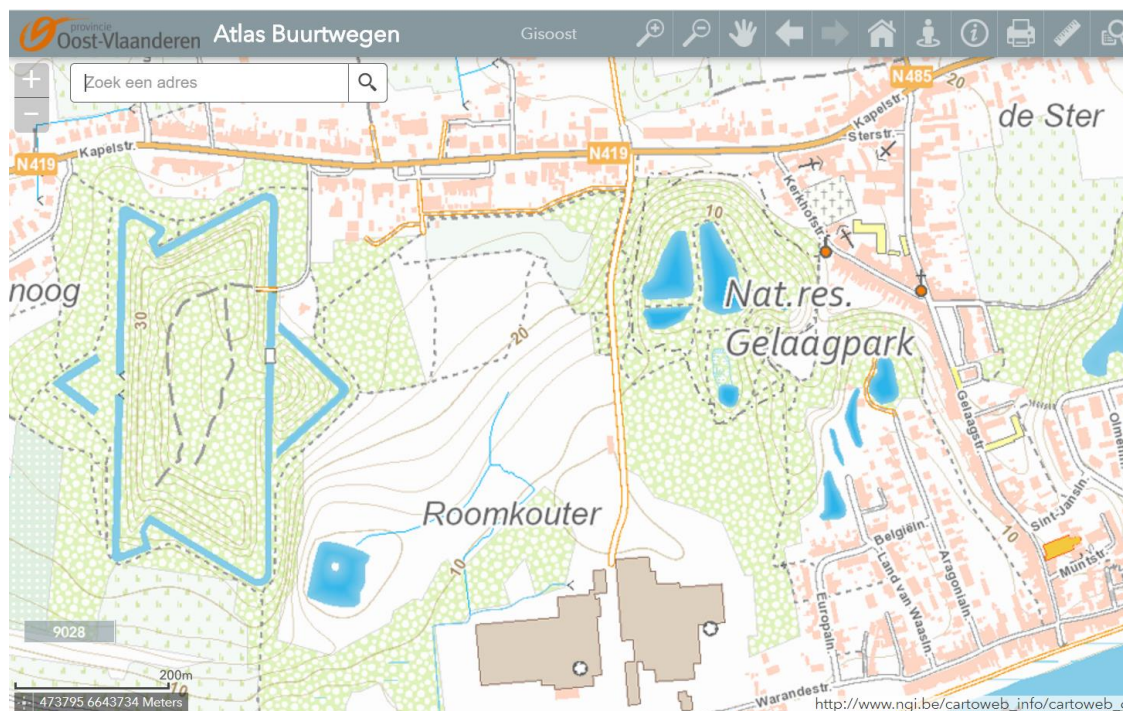 provincie
Oost-Vlaanderen
Atlas Buurtwegen
Gisoost
Zoek een adres
+
−
N485
20
Kapelstr.
Sterstr.
de Ster
N419
Kapelstr.
N419
Kerkhofstr.
10
noog
30
20
Nat.res.
Gelaagpark
Gelaagstr.
Olmenln.
Roomkouter
10
10
Sint-Jansln.
Muntstr.
Belgiëln.
Land van Waasln.
Aragonialn.
Europaln.
Warandestr.
9028
200m
10
473795 6643734 Meters
http://www.ngi.be/cartoweb_info/cartoweb_